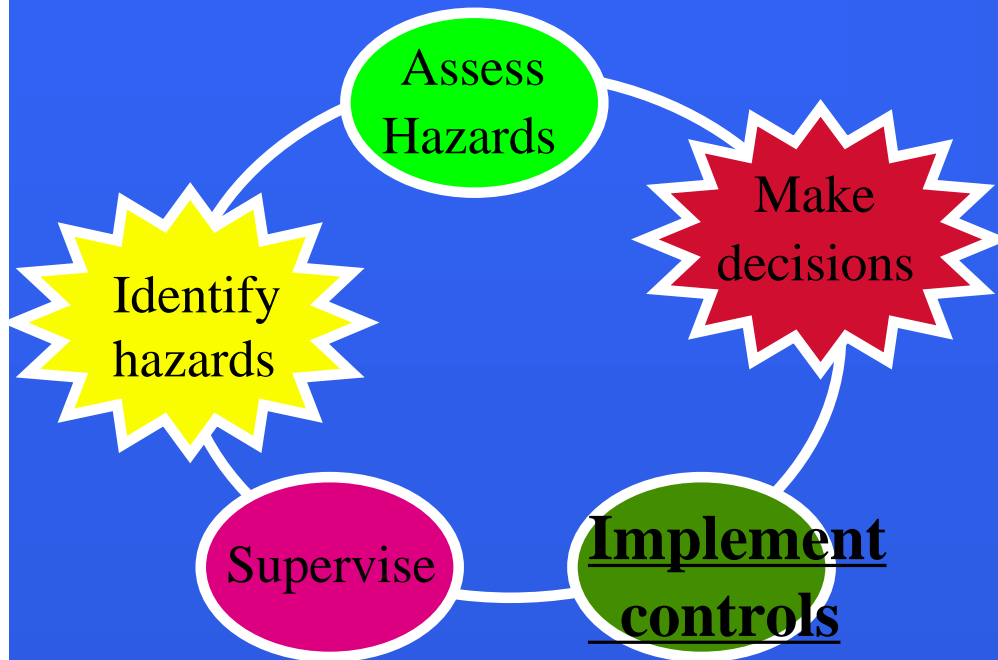 Assess
Hazards
Make
decisions
Identify
hazards
Supervise
Implement
controls